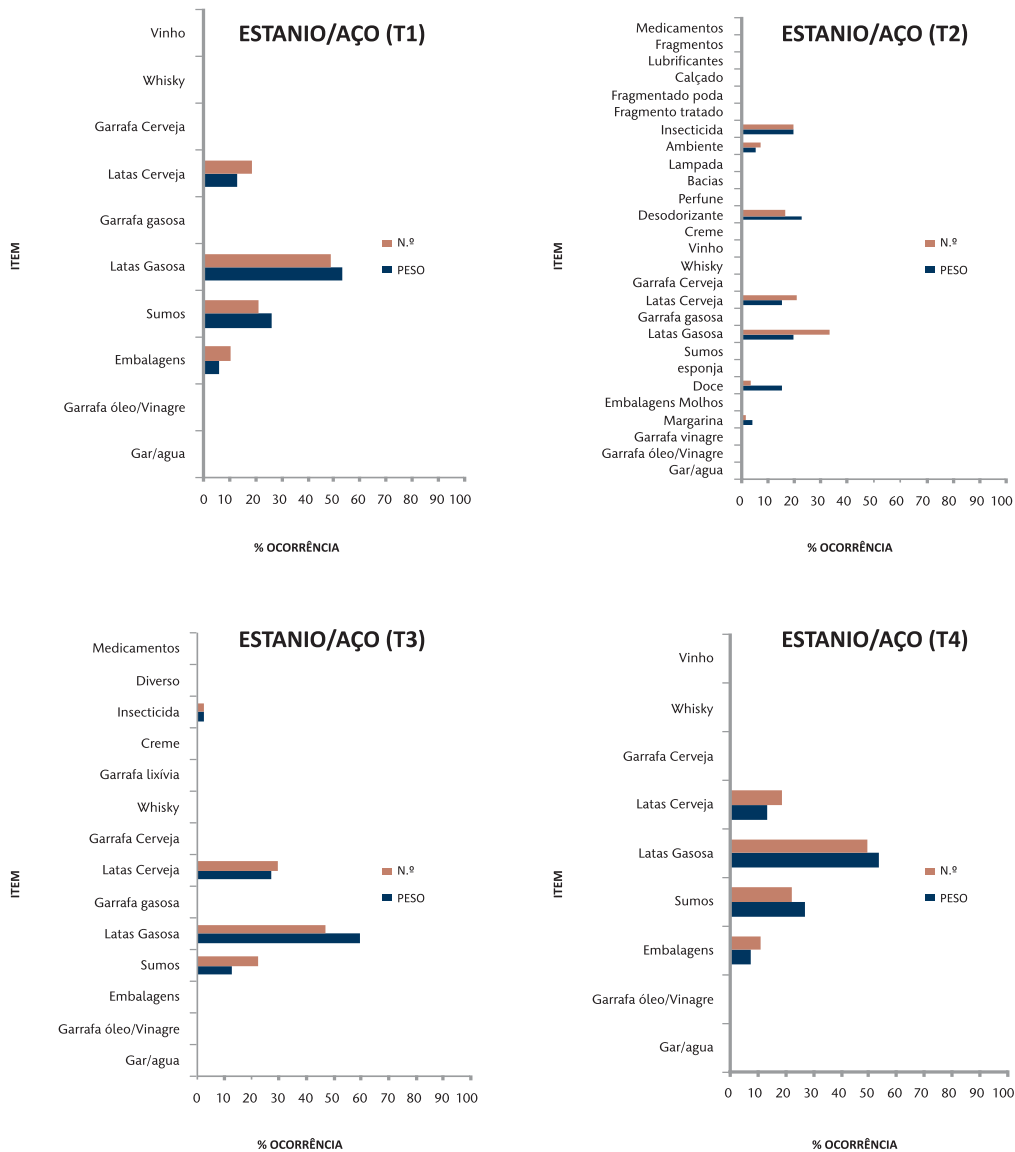 ESTANIO/AÇO (T1)
Vinho
Whisky
Garrafa Cerveja
Latas Cerveja
Garrafa gasosa
Latas Gasosa
Sumos
Embalagens
Garrafa óleo/Vinagre
Gar/agua
ITEM
N.º
PESO
0 10 20 30 40 50 60 70 80 90 100
% OCORRÊNCIA
ESTANIO/AÇO (T2)
Medicamentos
Fragmentos
Lubrificantes
Calçado
Fragmentado poda
Fragmento tratado
Insecticida
Ambiente
Lampada
Bacias
Perfune
Desodorizante
Creme
Vinho
Whisky
Garrafa Cerveja
Latas Cerveja
Garrafa gasosa
Latas Gasosa
Sumos
esponja
Doce
Embalagens Molhos
Margarina
Garrafa vinagre
Garrafa óleo/Vinagre
Gar/agua
ITEM
N.º
PESO
0 10 20 30 40 50 60 70 80 90 100
% OCORRÊNCIA
ESTANIO/AÇO (T3)
Medicamentos
Diverso
Insecticida
Creme
Garrafa lixívia
Whisky
Garrafa Cerveja
Latas Cerveja
Garrafa gasosa
Latas Gasosa
Sumos
Embalagens
Garrafa óleo/Vinagre
Gar/agua
ITEM
N.º
PESO
0 10 20 30 40 50 60 70 80 90 100
% OCORRÊNCIA
ESTANIO/AÇO (T4)
Vinho
Whisky
Garrafa Cerveja
Latas Cerveja
Latas Gasosa
Sumos
Embalagens
Garrafa óleo/Vinagre
Gar/agua
ITEM
N.º
PESO
0 10 20 30 40 50 60 70 80 90 100
% OCORRÊNCIA